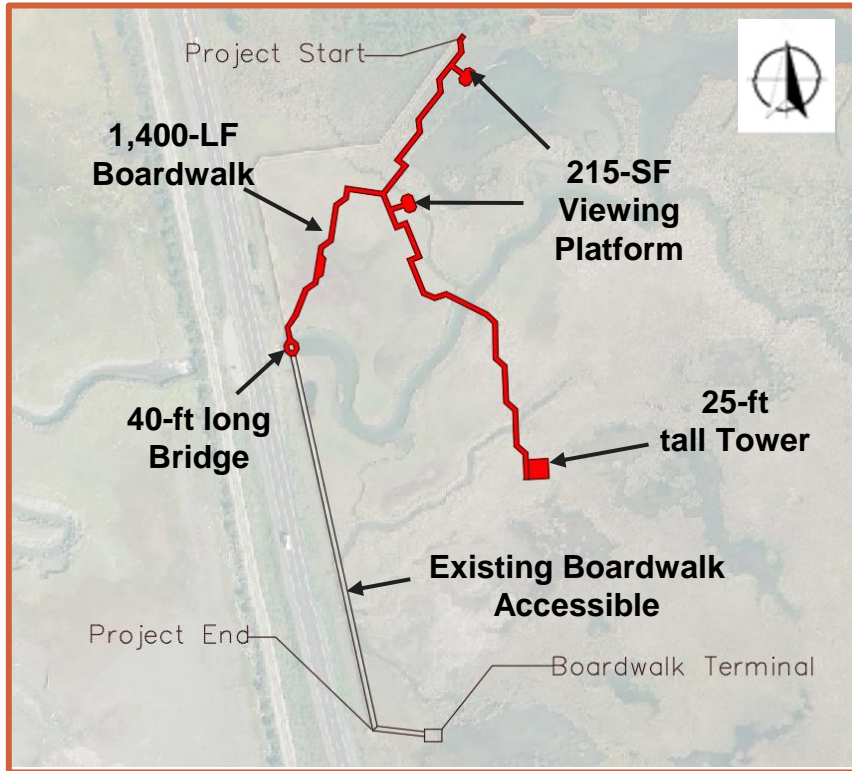 Project Start
1,400-LF
Boardwalk
215-SF
Viewing
Platform
40-ft long
Bridge
25-ft
tall Tower
Existing Boardwalk
Accessible
Project End
Boardwalk Terminal